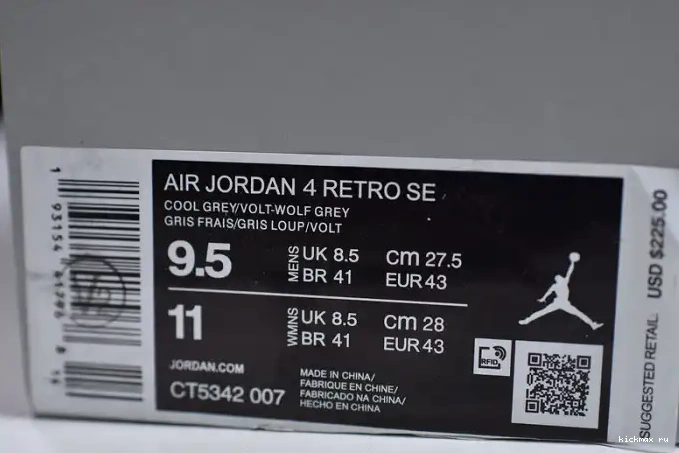 AIR JORDAN 4 RETRO SE
COOL GREY/VOLT-WOLF GREY
GRIS FRAIS/GRIS LOUP/VOLT
9.5
MENS
UK 8.5 cm 27.5
BR 41 EUR 43
11
WMNS
UK 8.5 cm 28
BR 41 EUR 43
JORDAN.COM
CT5342 007
MADE IN CHINA/
FABRIQUE EN CHINE/
FABRICADO NA CHINA/
HECHO EN CHINA
RFID
SUGGESTED RETAIL USD $225.00
1 93154
kickmax ru